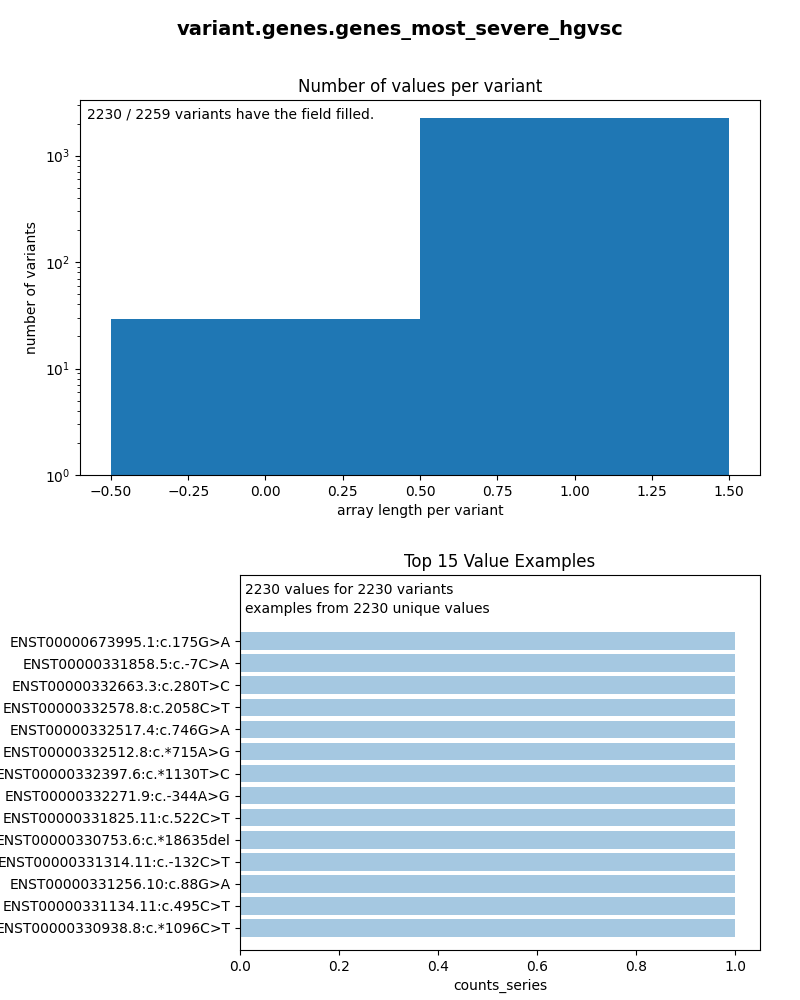 variant.genes.genes_most_severe_hgvsc
Number of values per variant
2230 / 2259 variants have the field filled.
number of variants
10³
10²
10¹
10⁰
−0.50 −0.25 0.00 0.25 0.50 0.75 1.00 1.25 1.50
array length per variant
Top 15 Value Examples
2230 values for 2230 variants
examples from 2230 unique values
ENST00000673995.1:c.175G>A
ENST00000331858.5:c.-7C>A
ENST00000332663.3:c.280T>C
ENST00000332578.8:c.2058C>T
ENST00000332517.4:c.746G>A
ENST00000332512.8:c.*715A>G
ENST00000332397.6:c.*1130T>C
ENST00000332271.9:c.-344A>G
ENST00000331825.11:c.522C>T
ENST00000330753.6:c.*18635del
ENST00000331314.11:c.-132C>T
ENST00000331256.10:c.88G>A
ENST00000331134.11:c.495C>T
ENST00000330938.8:c.*1096C>T
0.0 0.2 0.4 0.6 0.8 1.0
counts_series